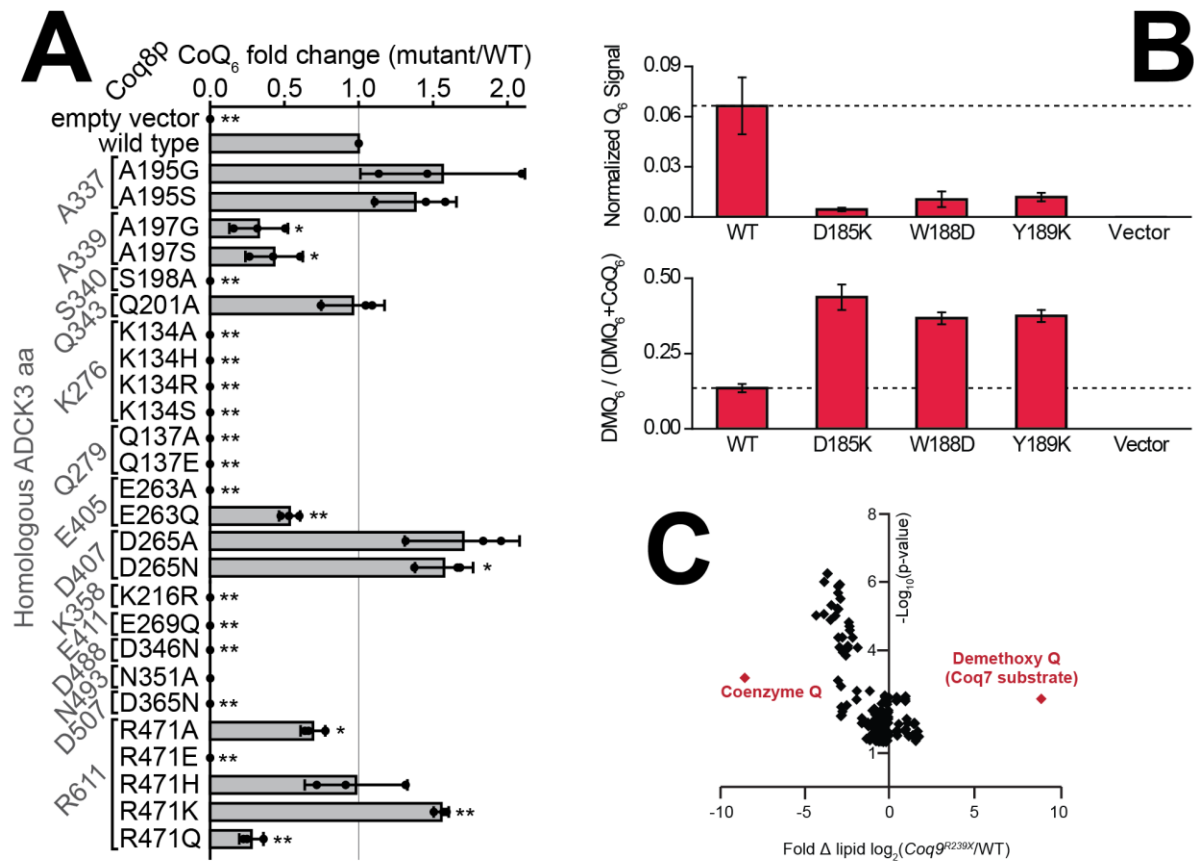 A
Coq8p
CoQ6 fold change (mutant/WT)
0.0 0.5 1.0 1.5 2.0
empty vector **
wild type
A337 [A195G
A195S
A339 [A197G *
A197S *
S340 [S198A **
Q343 [Q201A
K276 [K134A **
K134H **
K134R **
K134S **
Q279 [Q137A **
Q137E **
E405 [E263A **
E263Q **
D407 [D265A
D265N *
K358 [K216R **
E411 [E269Q **
D488 [D346N **
N493 [N351A
D507 [D365N **
R611 [R471A *
R471E **
R471H
R471K **
R471Q **
Homologous ADCK3 aa
B
Normalized Q6 Signal
0.09
0.06
0.03
0.00
WT D185K W188D Y189K Vector
DMQ6 / (DMQ6+CoQ6)
0.50
0.25
0.00
WT D185K W188D Y189K Vector
C
-Log10(p-value)
8
6
4
1
Coenzyme Q
Demethoxy Q
(Coq7 substrate)
-10 -5 0 5 10
Fold Δ lipid log2(Coq9R239X/WT)